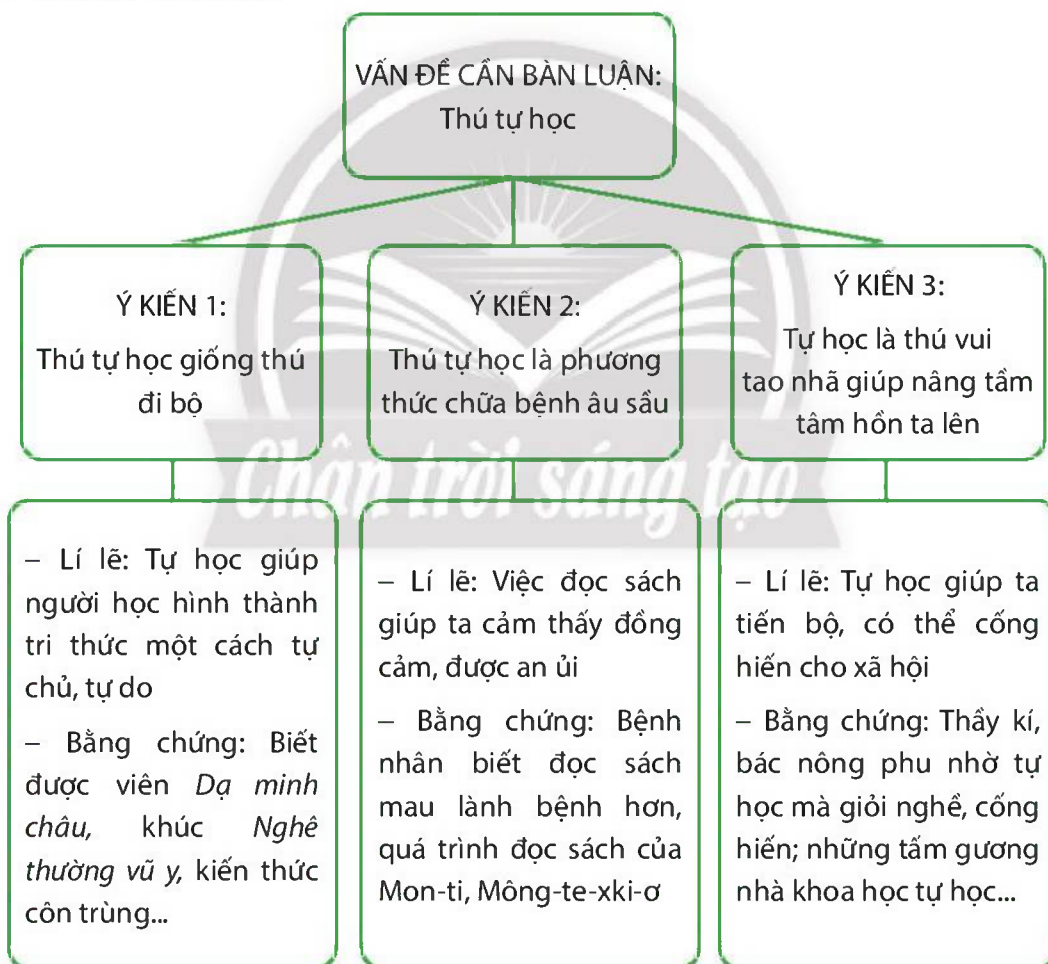 VẤN ĐỀ CẦN BÀN LUẬN:
Thú tự học
Ý KIẾN 1:
Thú tự học giống thú
đi bộ
Ý KIẾN 2:
Thú tự học là phương
thức chữa bệnh âu sầu
Ý KIẾN 3:
Tự học là thú vui
tao nhã giúp nâng tầm
tâm hồn ta lên
Chân trời sáng tạo
– Lí lẽ: Tự học giúp
người học hình thành
tri thức một cách tự
chủ, tự do
– Bằng chứng: Biết
được viên Dạ minh
châu, khúc Nghê
thường vũ y, kiến thức
côn trùng...
– Lí lẽ: Việc đọc sách
giúp ta cảm thấy đồng
cảm, được an ủi
– Bằng chứng: Bệnh
nhân biết đọc sách
mau lành bệnh hơn,
quá trình đọc sách của
Mon-ti, Mông-te-xki-ơ
– Lí lẽ: Tự học giúp ta
tiến bộ, có thể cống
hiến cho xã hội
– Bằng chứng: Thầy kí,
bác nông phu nhờ tự
học mà giỏi nghề, cống
hiến; những tấm gương
nhà khoa học tự học...